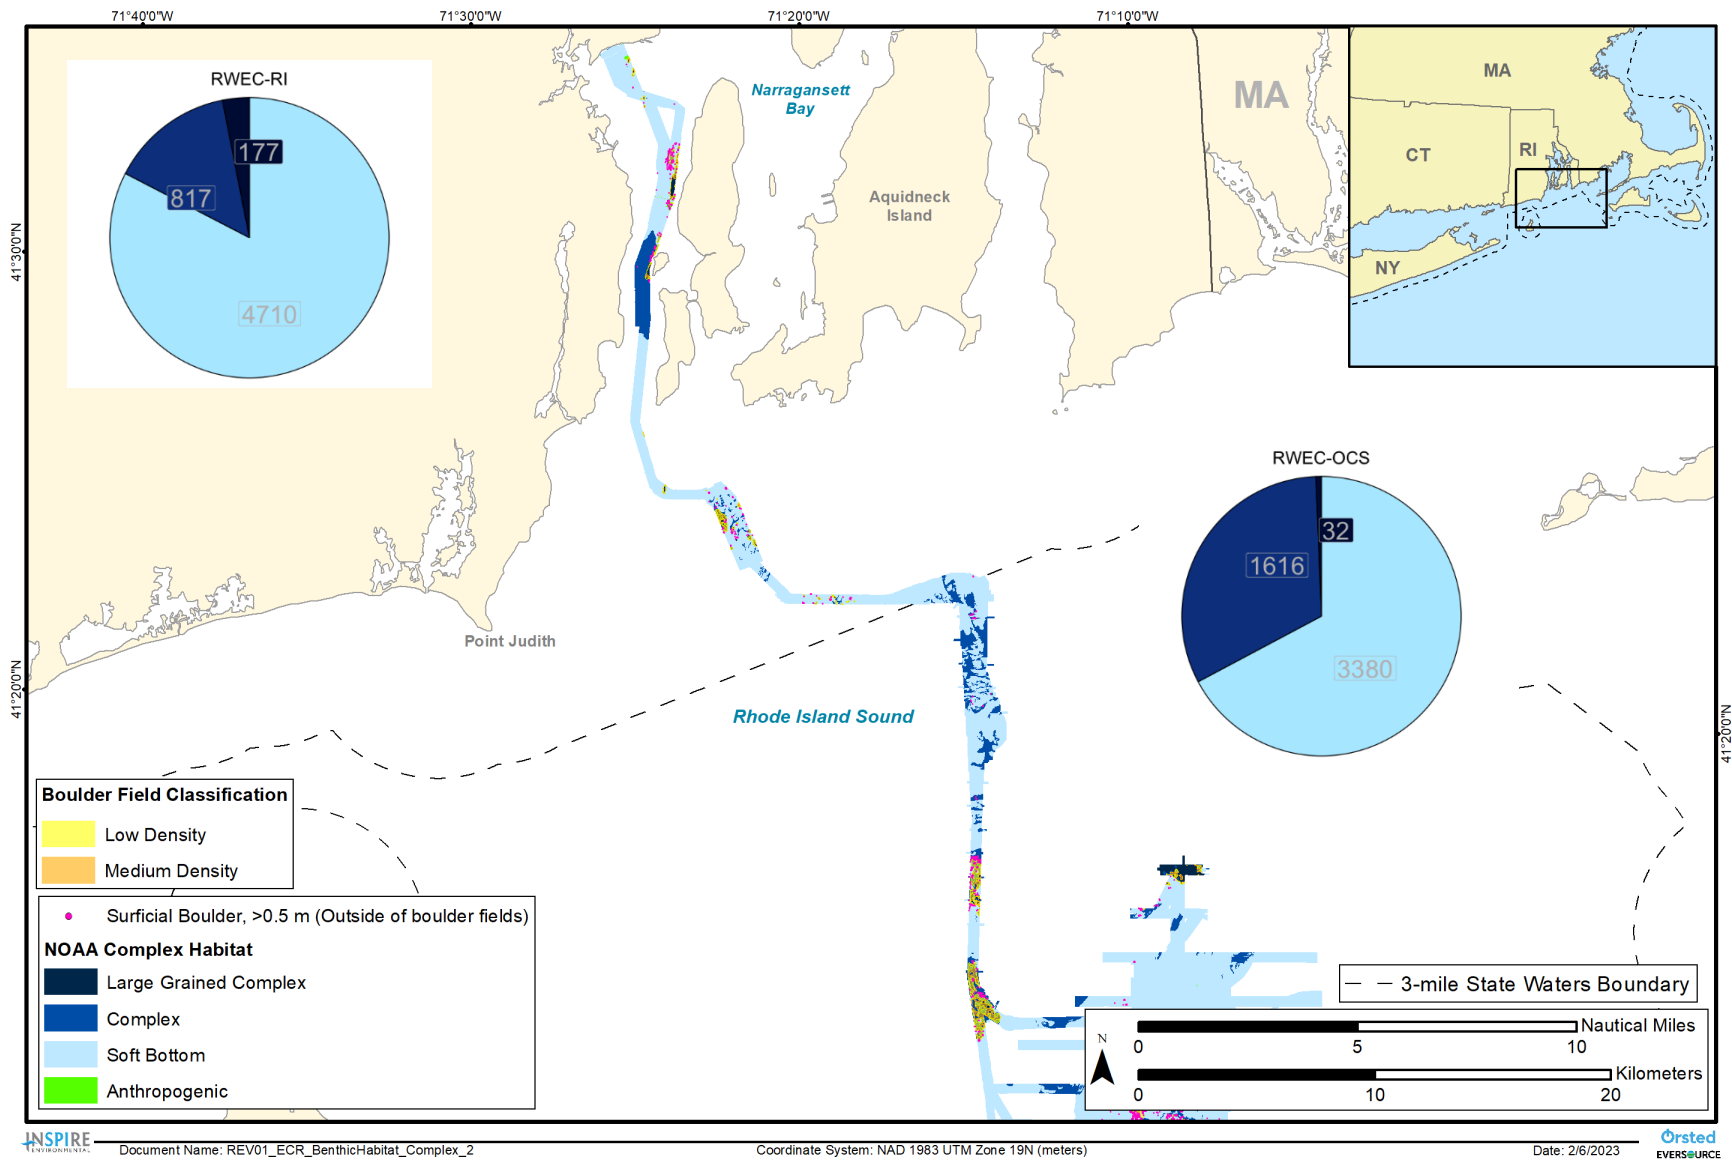 71°40'0"W
71°30'0"W
71°20'0"W
71°10'0"W
RWEC-RI
177
817
4710
Narragansett
Bay
MA
Aquidneck
Island
MA
CT
RI
NY
41°30'0"N
41°20'0"N
41°20'0"N
RWEC-OCS
32
1616
3380
Point Judith
Rhode Island Sound
Boulder Field Classification
Low Density
Medium Density
Surficial Boulder, >0.5 m (Outside of boulder fields)
NOAA Complex Habitat
Large Grained Complex
Complex
Soft Bottom
Anthropogenic
3-mile State Waters Boundary
N
Nautical Miles
0 5 10
Kilometers
0 10 20
INSPIRE
ENVIRONMENTAL
Document Name: REV01_ECR_BenthicHabitat_Complex_2
Coordinate System: NAD 1983 UTM Zone 19N (meters)
Date: 2/6/2023
Orsted
EVERSOURCE